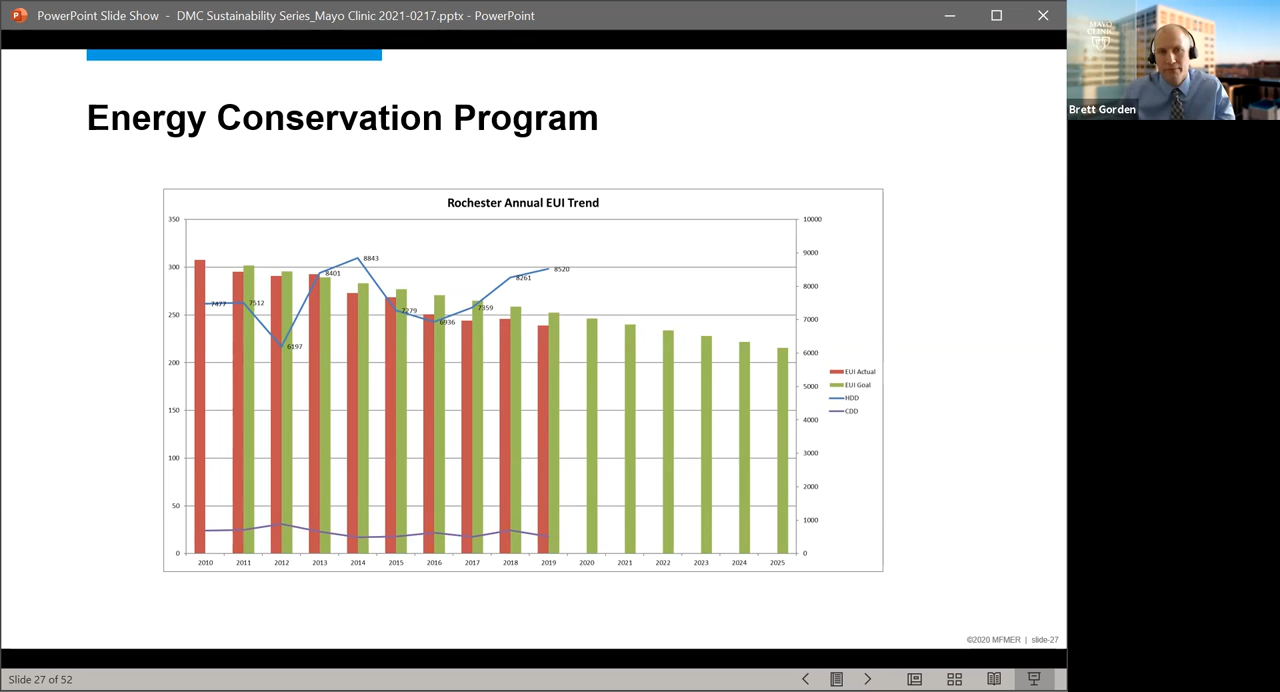 PowerPoint Slide Show - DMC Sustainability Series_Mayo Clinic 2021-0217.pptx - PowerPoint
MAYO
CLINIC
Brett Gorden
Energy Conservation Program
Rochester Annual EUI Trend
350
300
250
200
150
100
50
0
10000
9000
8000
7000
6000
5000
4000
3000
2000
1000
0
7477
7512
6197
8401
8843
7279
6936
7359
8261
8520
EUI Actual
EUI Goal
HDD
CDD
2010 2011 2012 2013 2014 2015 2016 2017 2018 2019 2020 2021 2022 2023 2024 2025
©2020 MFMER | slide-27
Slide 27 of 52